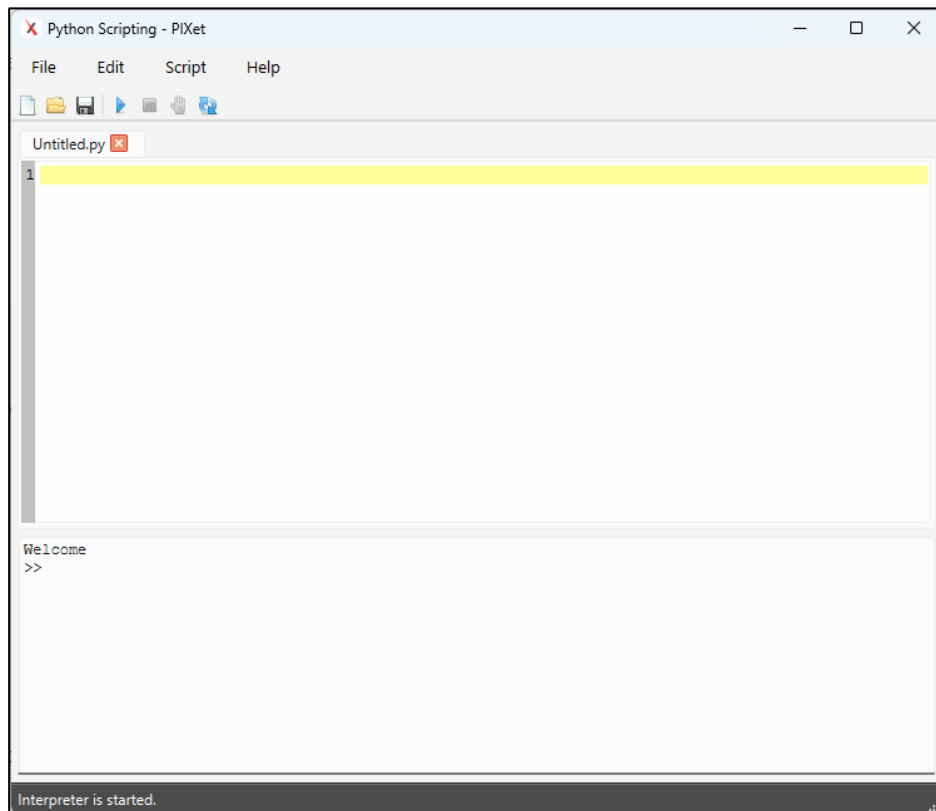 Python Scripting - PIXet
File Edit Script Help
Untitled.py
1
Welcome
>>
Interpreter is started.